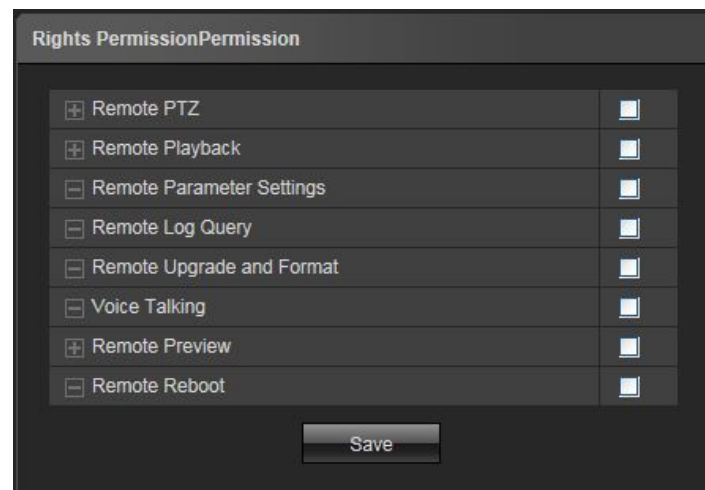 Rights PermissionPermission
Remote PTZ
Remote Playback
Remote Parameter Settings
Remote Log Query
Remote Upgrade and Format
Voice Talking
Remote Preview
Remote Reboot
Save